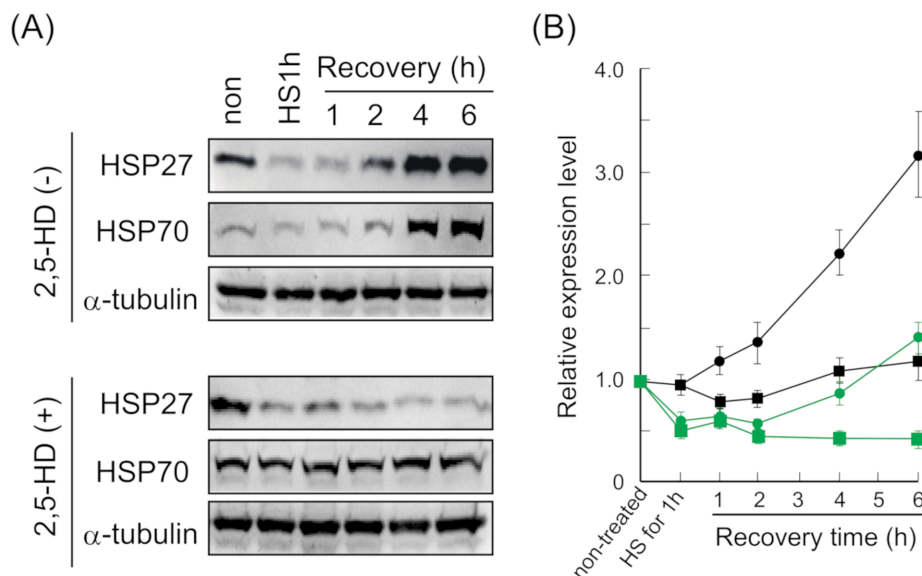 (A)
non
HS1h
Recovery (h)
1 2 4 6
2,5-HD (-)
HSP27
HSP70
α-tubulin
2,5-HD (+)
HSP27
HSP70
α-tubulin
(B)
Relative expression level
4.0
3.0
2.0
1.0
0
non-treated
HS for 1h
1 2 3 4 5 6
Recovery time (h)